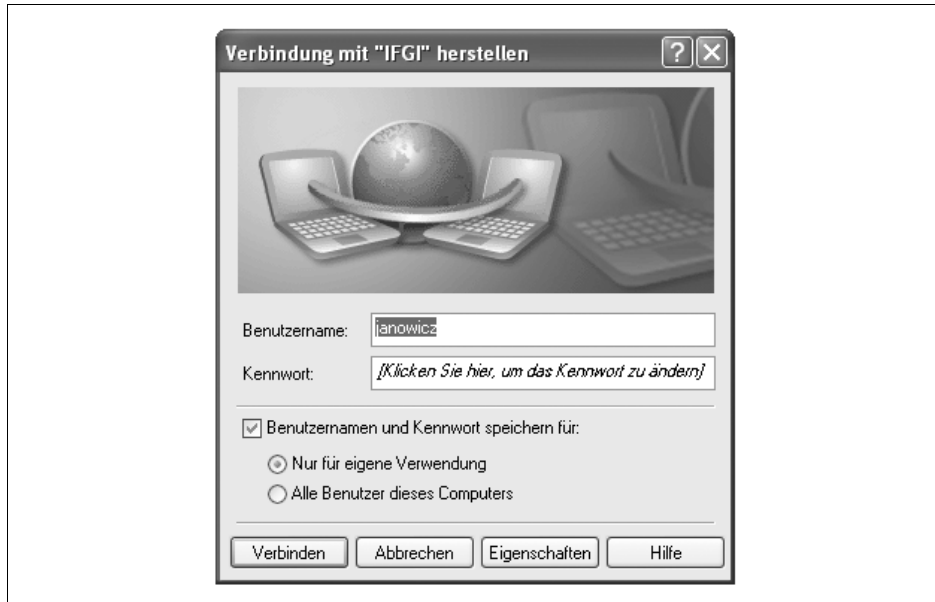 Verbindung mit "IFGI" herstellen
Benutzername: janowicz
Kennwort: [Klicken Sie hier, um das Kennwort zu ändern]
Benutzernamen und Kennwort speichern für:
Nur für eigene Verwendung
Alle Benutzer dieses Computers
Verbinden Abbrechen Eigenschaften Hilfe